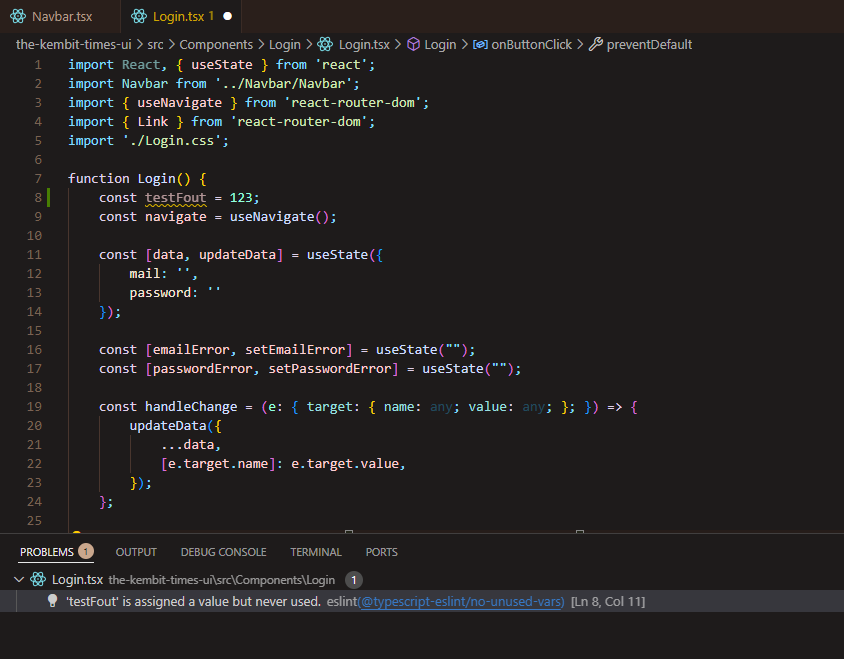 Navbar.tsx Login.tsx 1
the-kembit-times-ui > src > Components > Login > Login.tsx > Login > onButtonClick > preventDefault
1 import React, { useState } from 'react';
2 import Navbar from '../Navbar/Navbar';
3 import { useNavigate } from 'react-router-dom';
4 import { Link } from 'react-router-dom';
5 import './Login.css';
6
7 function Login() {
8 const testFout = 123;
9 const navigate = useNavigate();
10
11 const [data, updateData] = useState({
12 mail: '',
13 password: ''
14 });
15
16 const [emailError, setEmailError] = useState("");
17 const [passwordError, setPasswordError] = useState("");
18
19 const handleChange = (e: { target: { name: any; value: any; }; }) => {
20 updateData({
21 ...data,
22 [e.target.name]: e.target.value,
23 });
24 };
25
PROBLEMS 1 OUTPUT DEBUG CONSOLE TERMINAL PORTS
Login.tsx the-kembit-times-ui\src\Components\Login 1
'testFout' is assigned a value but never used. eslint(@typescript-eslint/no-unused-vars) [Ln 8, Col 11]